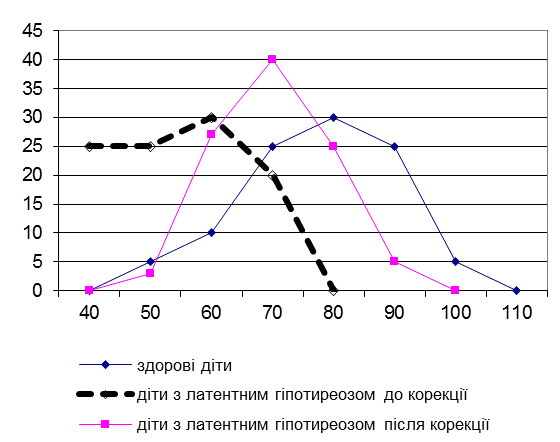 45
40
35
30
25
20
15
10
5
0
40 50 60 70 80 90 100 110
здорові діти
діти з латентним гіпотиреозом до корекції
діти з латентним гіпотиреозом після корекції